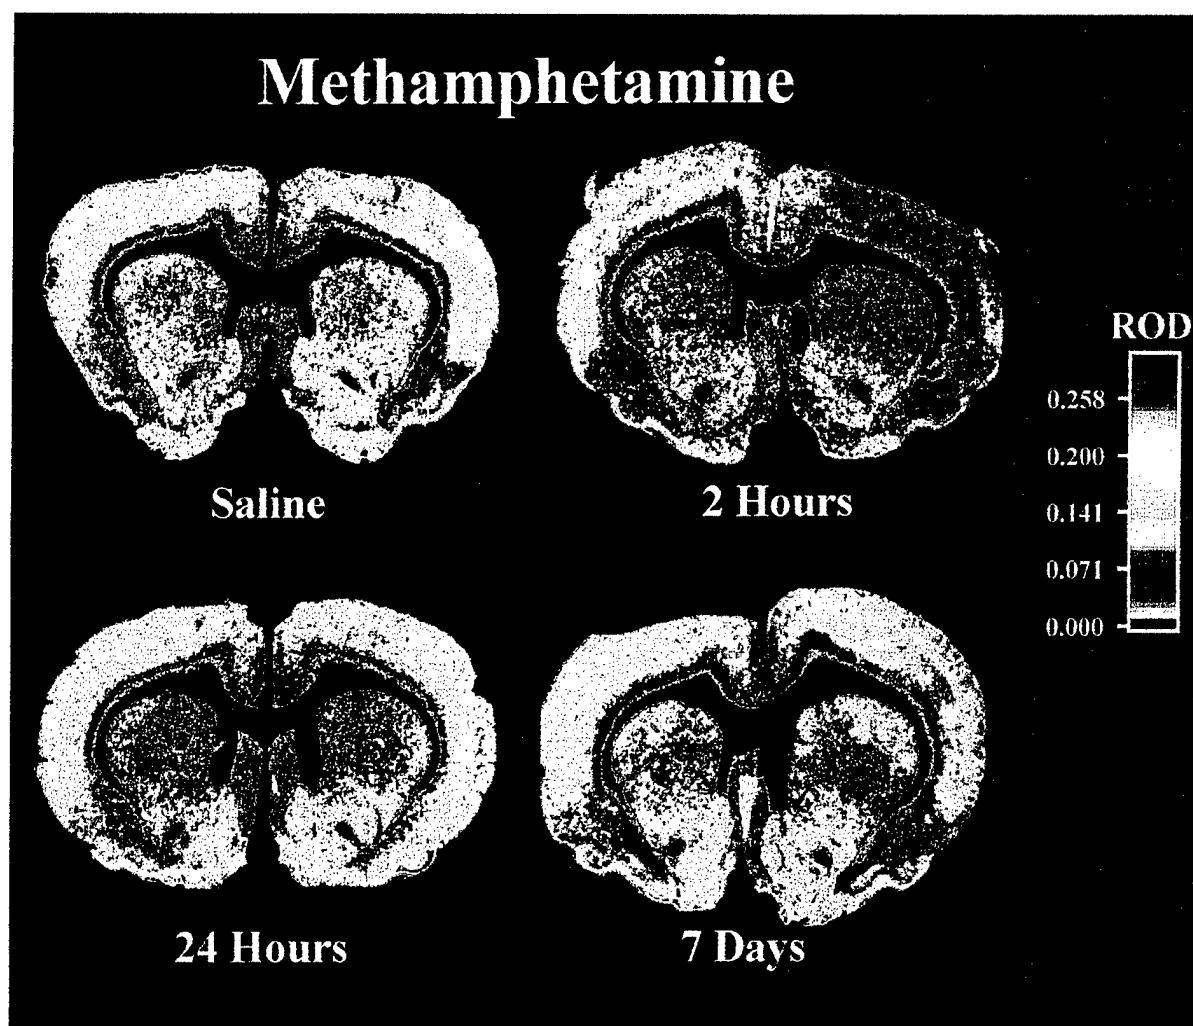 Methamphetamine
Saline
2 Hours
ROD
0.258
0.200
0.141
0.071
0.000
24 Hours
7 Days